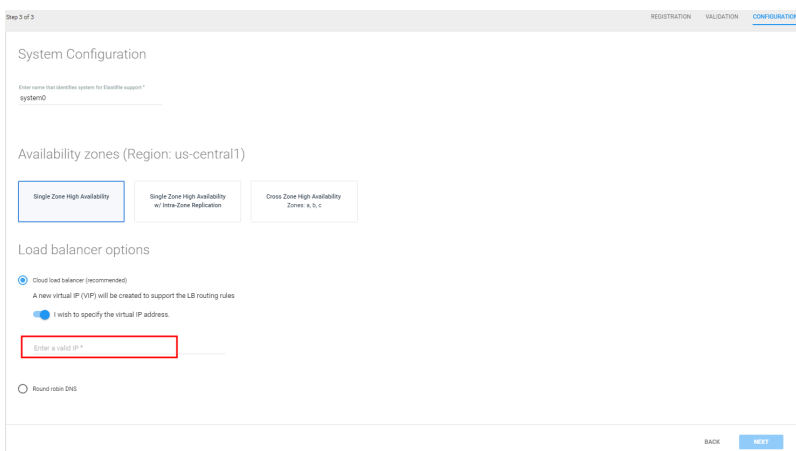 Step 3 of 3
REGISTRATION VALIDATION CONFIGURATION
System Configuration
Enter name that identifies system for Elastifile support *
system0
Availability zones (Region: us-central1)
Single Zone High Availability
Single Zone High Availability
w/ Intra-Zone Replication
Cross Zone High Availability
Zones: a, b, c
Load balancer options
Cloud load balancer (recommended)
A new virtual IP (VIP) will be created to support the LB routing rules
I wish to specify the virtual IP address.
Enter a valid IP *
Round robin DNS
BACK NEXT